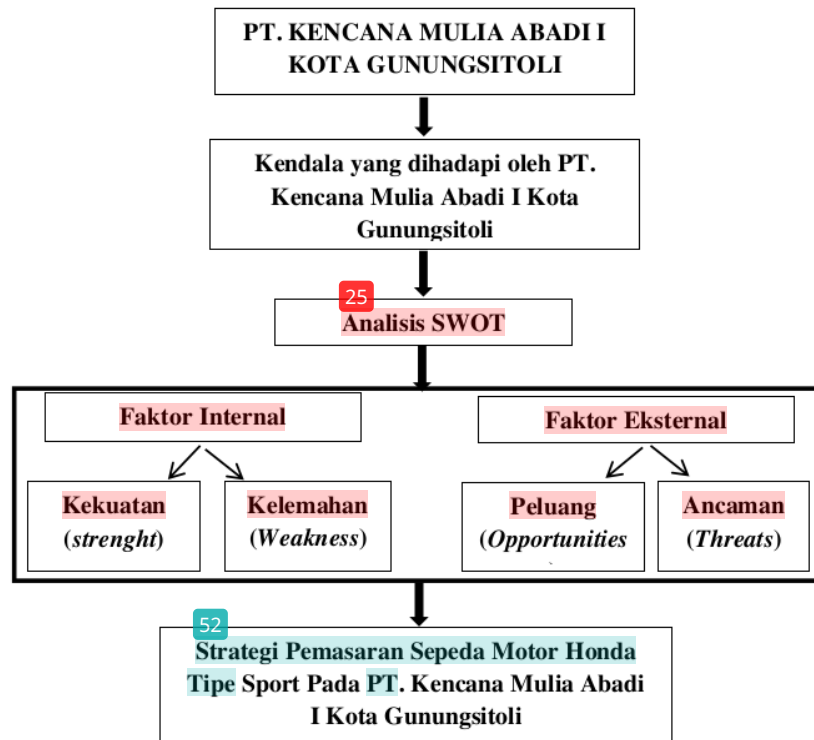 PT. KENCANA MULIA ABADI I
KOTA GUNUNGSITOLI
Kendala yang dihadapi oleh PT.
Kencana Mulia Abadi I Kota
Gunungsitoli
25
Analisis SWOT
Faktor Internal
Faktor Eksternal
Kekuatan
(strenght)
Kelemahan
(Weakness)
Peluang
(Opportunities
Ancaman
(Threats)
52
Strategi Pemasaran Sepeda Motor Honda
Tipe Sport Pada PT. Kencana Mulia Abadi
I Kota Gunungsitoli